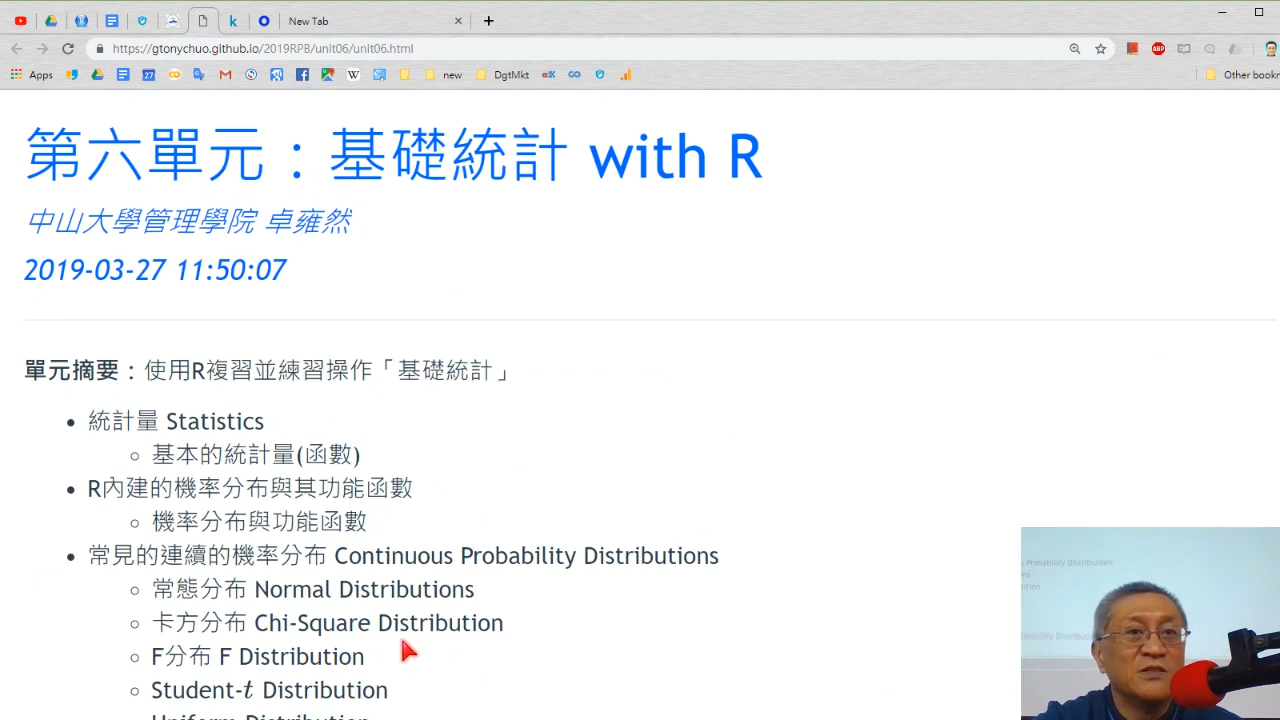 New Tab
https://gtonychuo.github.io/2019RPB/unit06/unit06.html
ABP
Apps
27
new
DgtMkt
Other bookm
第六單元：基礎統計 with R
中山大學管理學院 卓雍然
2019-03-27 11:50:07
單元摘要：使用R複習並練習操作「基礎統計」
統計量 Statistics
基本的統計量(函數)
R內建的機率分布與其功能函數
機率分布與功能函數
常見的連續的機率分布 Continuous Probability Distributions
常態分布 Normal Distributions
卡方分布 Chi-Square Distribution
F分布 F Distribution
Student-t Distribution
Uniform Distribution